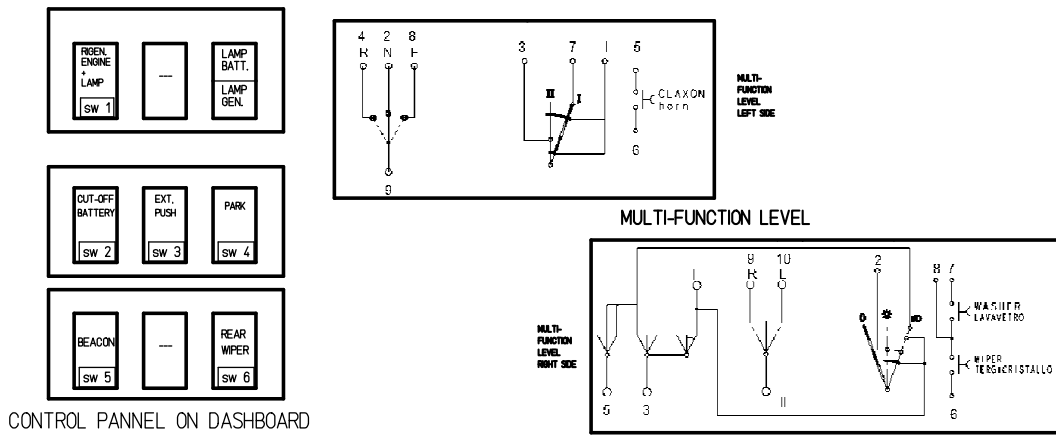 RIGEN.
ENGINE
+
LAMP
SW 1
---
LAMP
BATT.
LAMP
GEN.
CUT-OFF
BATTERY
SW 2
EXT.
PUSH
SW 3
PARK
SW 4
BEACON
SW 5
---
REAR
WIPER
SW 6
CONTROL PANNEL ON DASHBOARD
4 2 8
R N F
9
3 7 1 5
II I
CLAXON
horn
6
MULTI-
FUNCTION
LEVEL
LEFT SIDE
MULTI-FUNCTION LEVEL
MULTI-
FUNCTION
LEVEL
RIGHT SIDE
9 10 2 8 7
R L
0
WASHER
LAVAVETRO
WIPER
TERGICRISTALLO
5 3 11 6